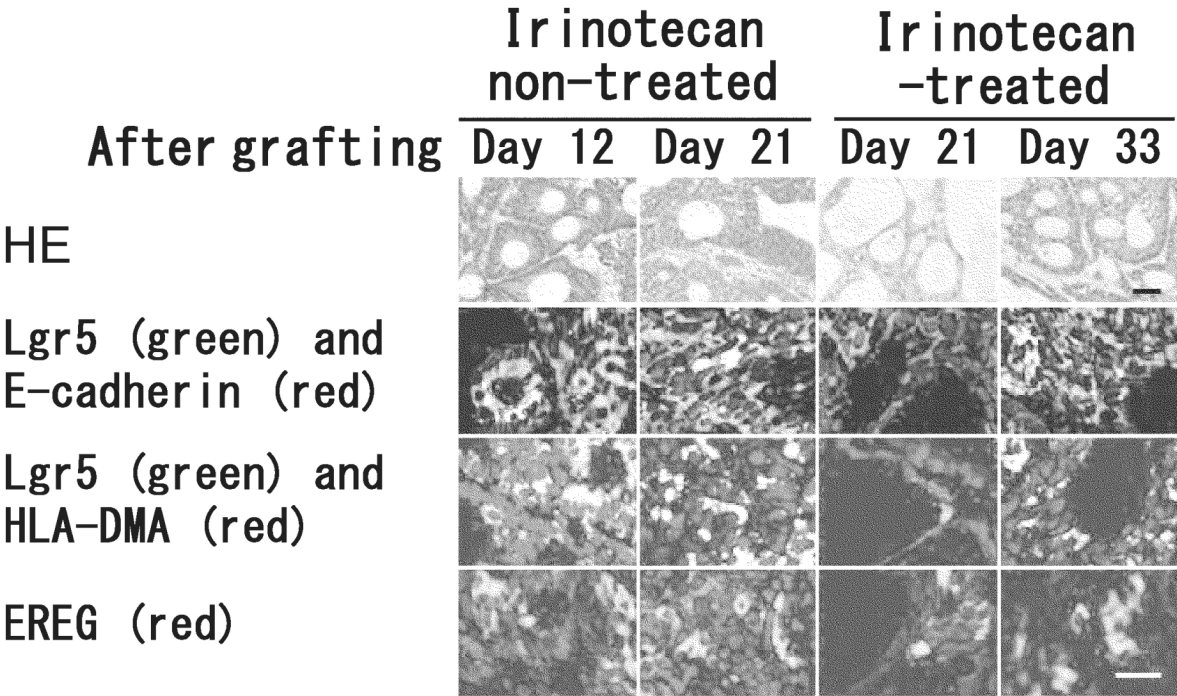 Irinotecan
non-treated
Irinotecan
-treated
After grafting Day 12 Day 21 Day 21 Day 33
HE
Lgr5 (green) and
E-cadherin (red)
Lgr5 (green) and
HLA-DMA (red)
EREG (red)